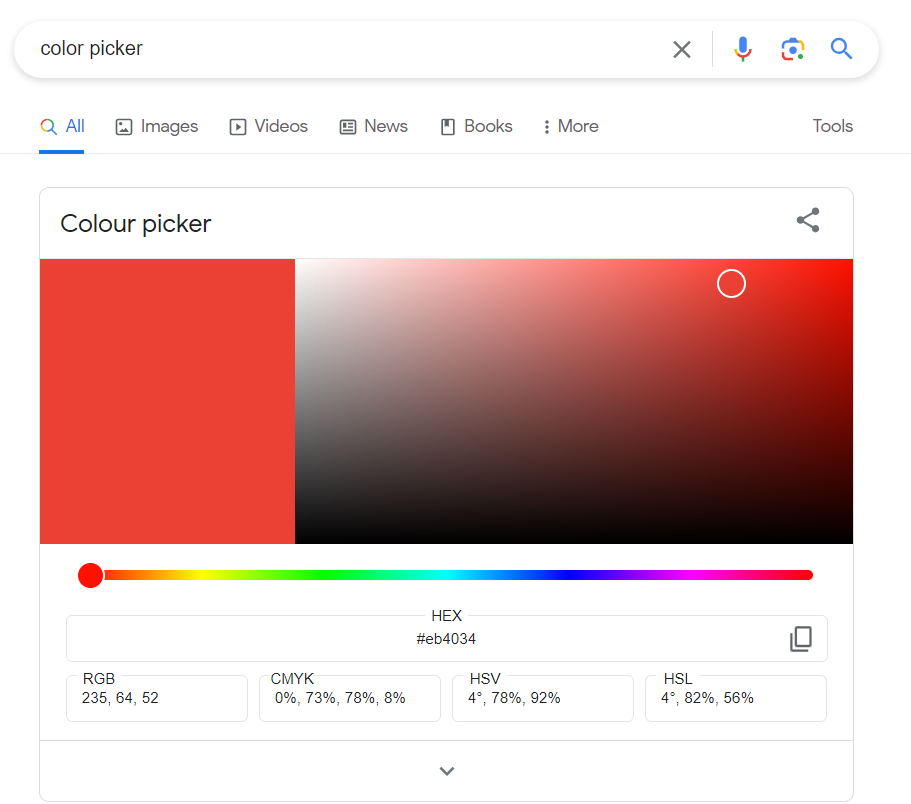 color picker
All Images Videos News Books More Tools
Colour picker
HEX
#eb4034
RGB CMYK HSV HSL
235, 64, 52 0%, 73%, 78%, 8% 4°, 78%, 92% 4°, 82%, 56%